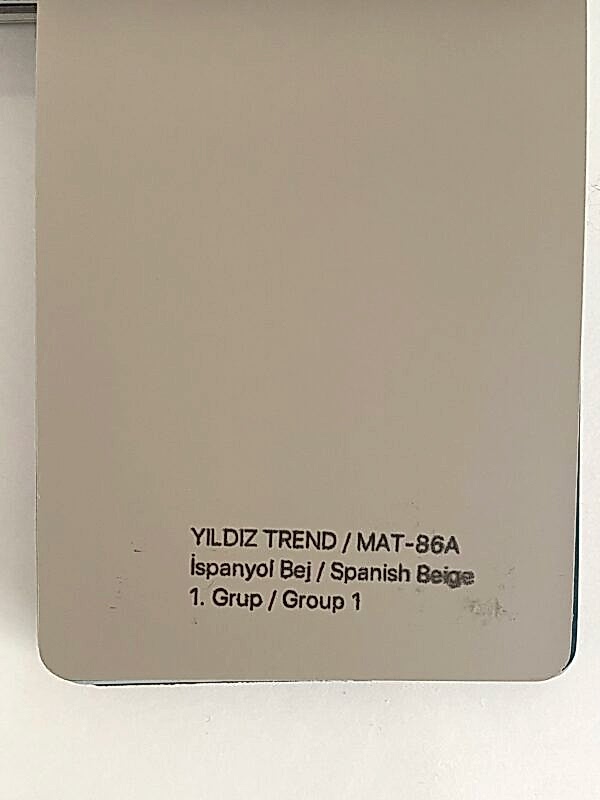 YILDIZ TREND / MAT-86A
İspanyol Bej / Spanish Beige
1. Grup / Group 1